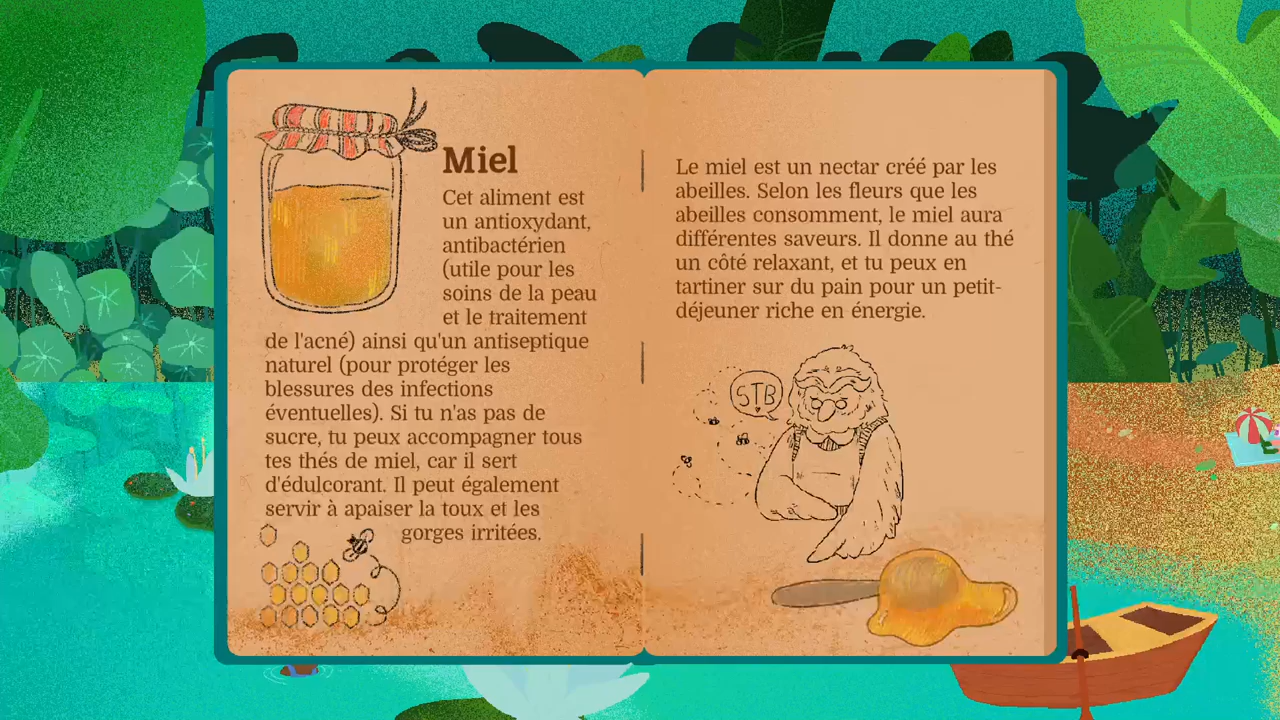 Miel
Cet aliment est
un antioxydant,
antibactérien
(utile pour les
soins de la peau
et le traitement
de l'acné) ainsi qu'un antiseptique
naturel (pour protéger les
blessures des infections
éventuelles). Si tu n'as pas de
sucre, tu peux accompagner tous
tes thés de miel, car il sert
d'édulcorant. Il peut également
servir à apaiser la toux et les
gorges irritées.
Le miel est un nectar créé par les
abeilles. Selon les fleurs que les
abeilles consomment, le miel aura
différentes saveurs. Il donne au thé
un côté relaxant, et tu peux en
tartiner sur du pain pour un petit-
déjeuner riche en énergie.
STB